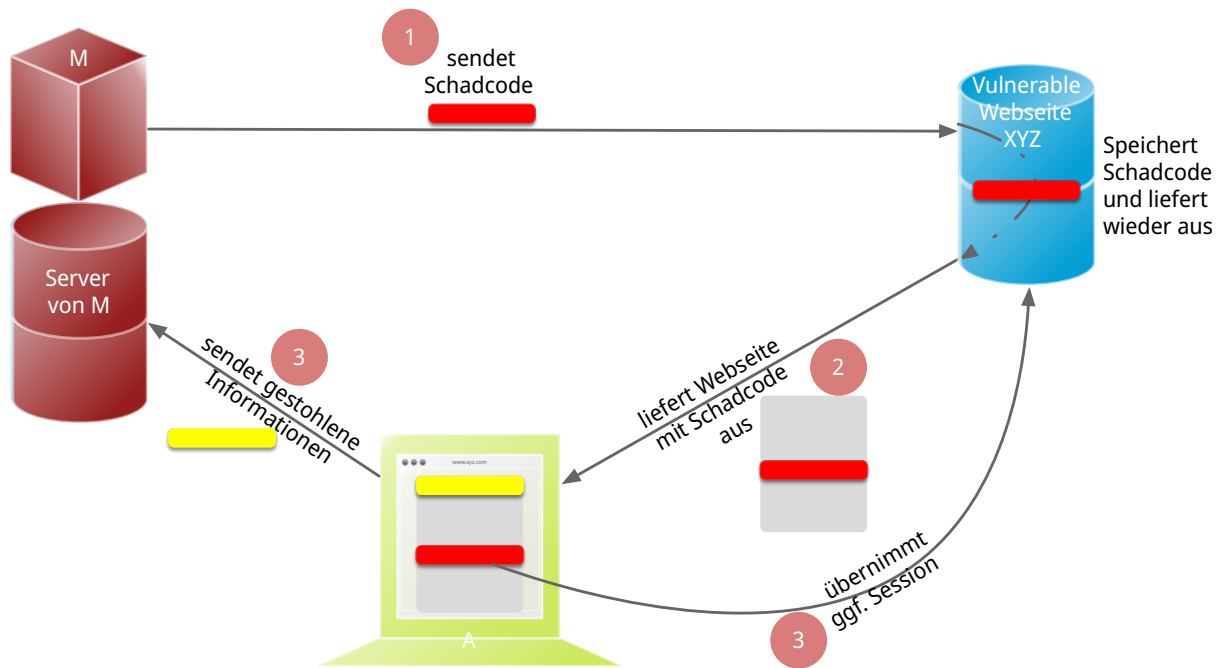 M
1
sendet
Schadcode
Vulnerable
Webseite
XYZ
Speichert
Schadcode
und liefert
wieder aus
Server
von M
3
sendet gestohlene
Informationen
2
liefert Webseite
mit Schadcode
aus
www.xyz.com
A
übernimmt
ggf. Session
3